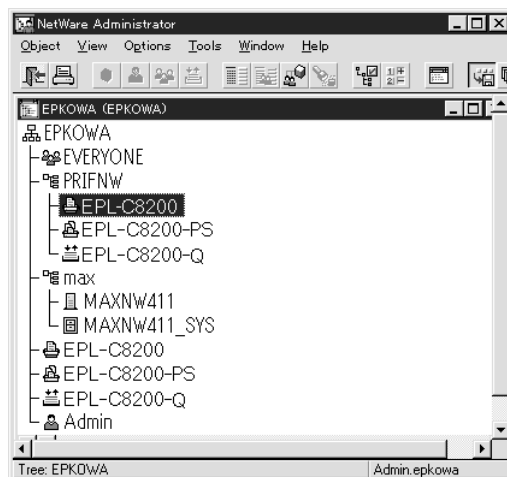 NetWare Administrator
Object View Options Tools Window Help
EPKOWA (EPKOWA)
EPKOWA
EVERYONE
PRIFNW
EPL-C8200
EPL-C8200-PS
EPL-C8200-Q
max
MAXNW411
MAXNW411_SYS
EPL-C8200
EPL-C8200-PS
EPL-C8200-Q
Admin
Tree: EPKOWA Admin.epkowa